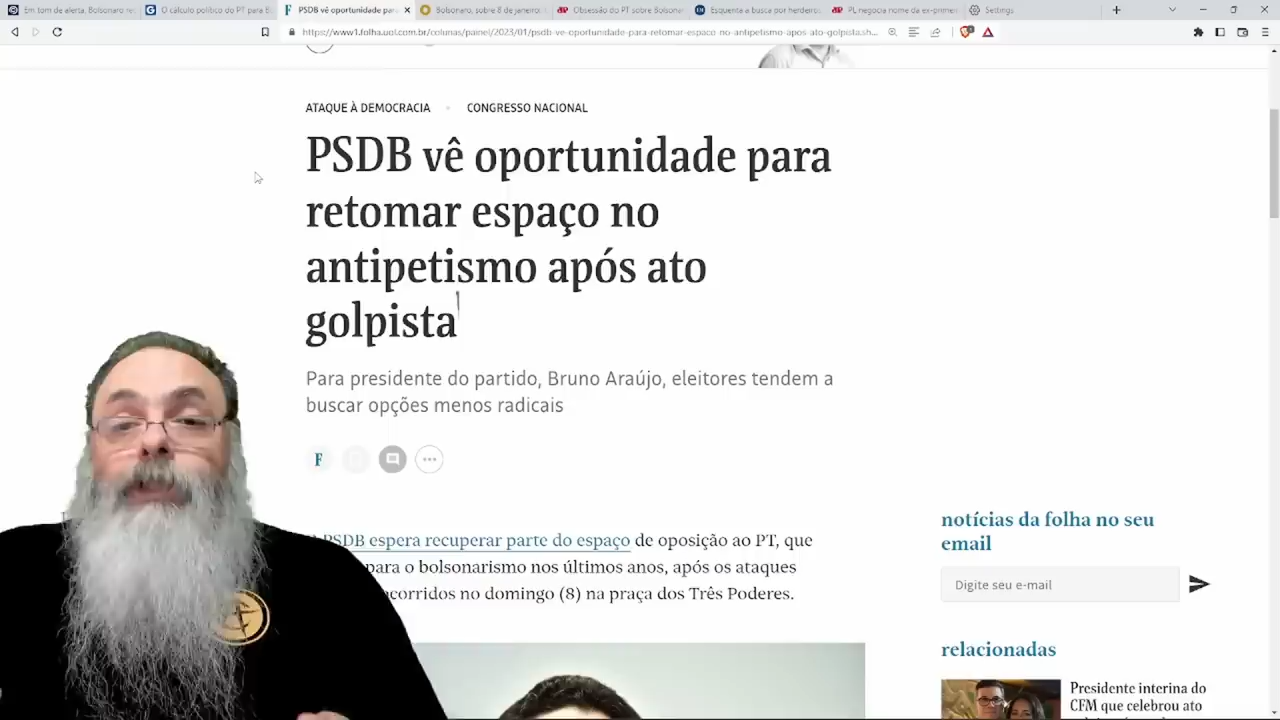 Em tom de alerta, Bolsonaro re
O cálculo político do PT para B
PSDB vê oportunidade para
Bolsonaro, sobre 8 de janeiro:
Obsessão do PT sobre Bolsonar
Esquenta a busca por herdeiro
PL negocia nome da ex-primei
Settings
https://www1.folha.uol.com.br/colunas/painel/2023/01/psdb-ve-oportunidade-para-retomar-espaco-no-antipetismo-apos-ato-golpista.sh...
ATAQUE À DEMOCRACIA
CONGRESSO NACIONAL
PSDB vê oportunidade para
retomar espaço no
antipetismo após ato
golpista
Para presidente do partido, Bruno Araújo, eleitores tendem a
buscar opções menos radicais
F
PSDB espera recuperar parte do espaço de oposição ao PT, que
para o bolsonarismo nos últimos anos, após os ataques
ocorridos no domingo (8) na praça dos Três Poderes.
notícias da folha no seu
email
Digite seu e-mail
relacionadas
Presidente interina do
CFM que celebrou ato